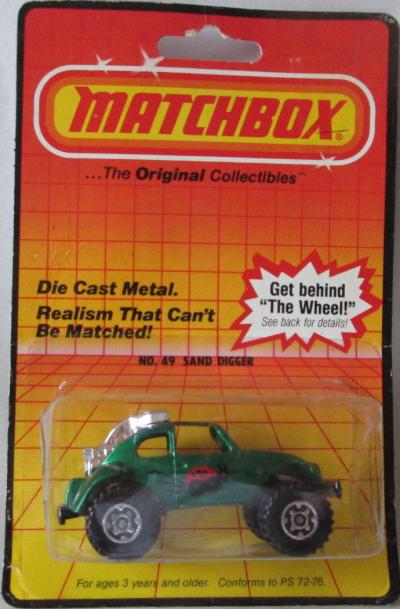 MATCHBOX®
...The Original Collectibles™
Die Cast Metal.
Realism That Can't
Be Matched!
Get behind
"The Wheel!"
See back for details!
NO. 49 SAND DIGGER
For ages 3 years and older. Conforms to PS 72-76.